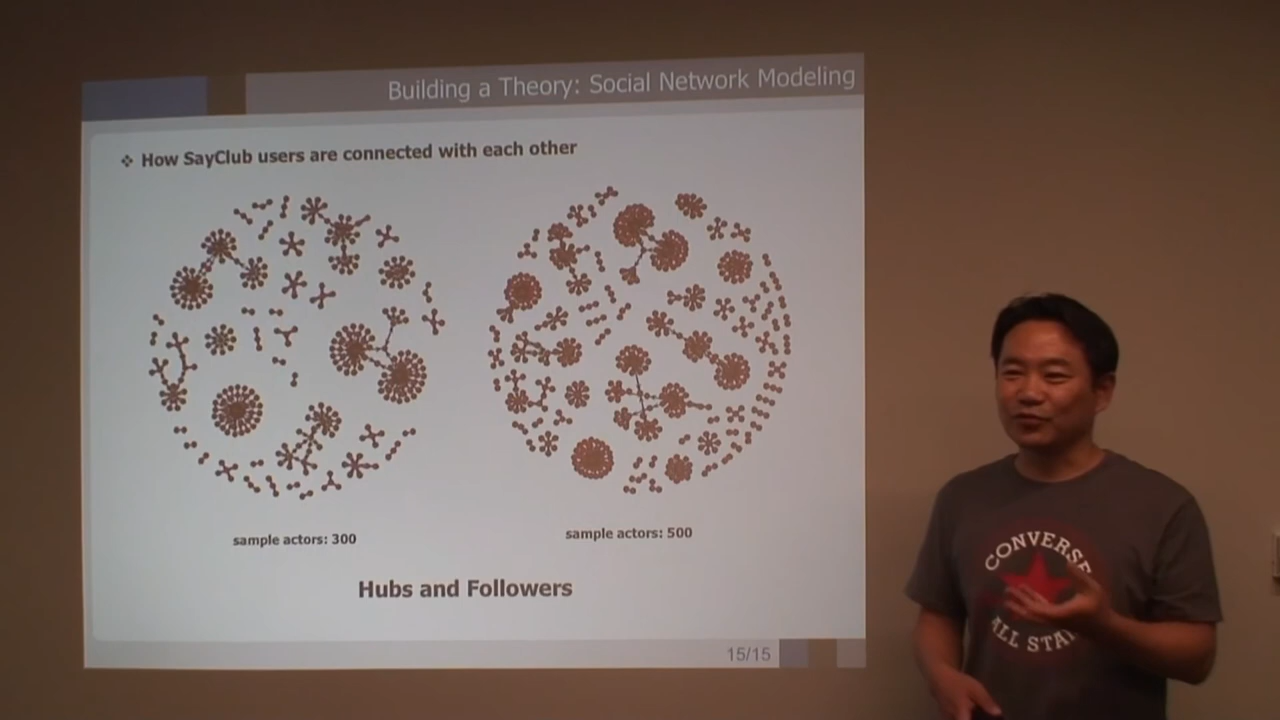 Building a Theory: Social Network Modeling
❖ How SayClub users are connected with each other
sample actors: 300
sample actors: 500
Hubs and Followers
15/15
CONVERSE
ALL STAR